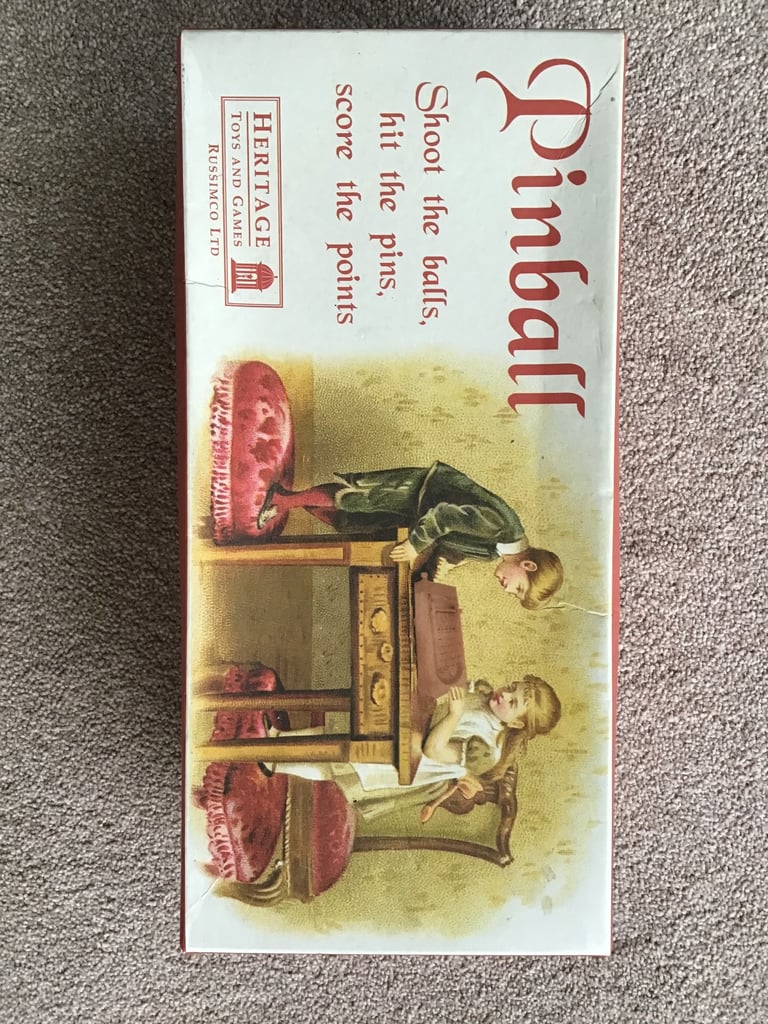 Pinball
Shoot the balls,
hit the pins,
score the points
HERITAGE
TOYS AND GAMES
RUSSIMCO LTD